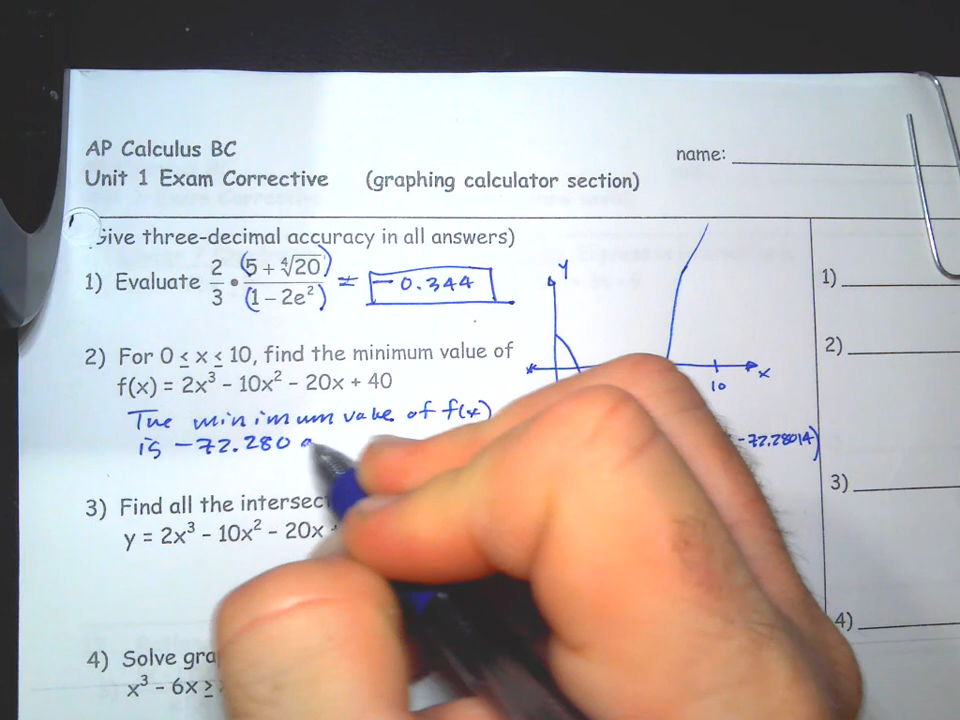 AP Calculus BC
name:
Unit 1 Exam Corrective (graphing calculator section)
Give three-decimal accuracy in all answers)
1) Evaluate 2/3 • (5 + ∜20)/(1 – 2e²) = – 0.344
y
x
10
1)
2) For 0 ≤ x ≤ 10, find the minimum value of
f(x) = 2x³ – 10x² – 20x + 40
2)
The minimum value of f(x)
is –72.280
-72.28014)
3) Find all the intersec
y = 2x³ – 10x² – 20x
3)
4) Solve gra
x³ – 6x ≥
4)